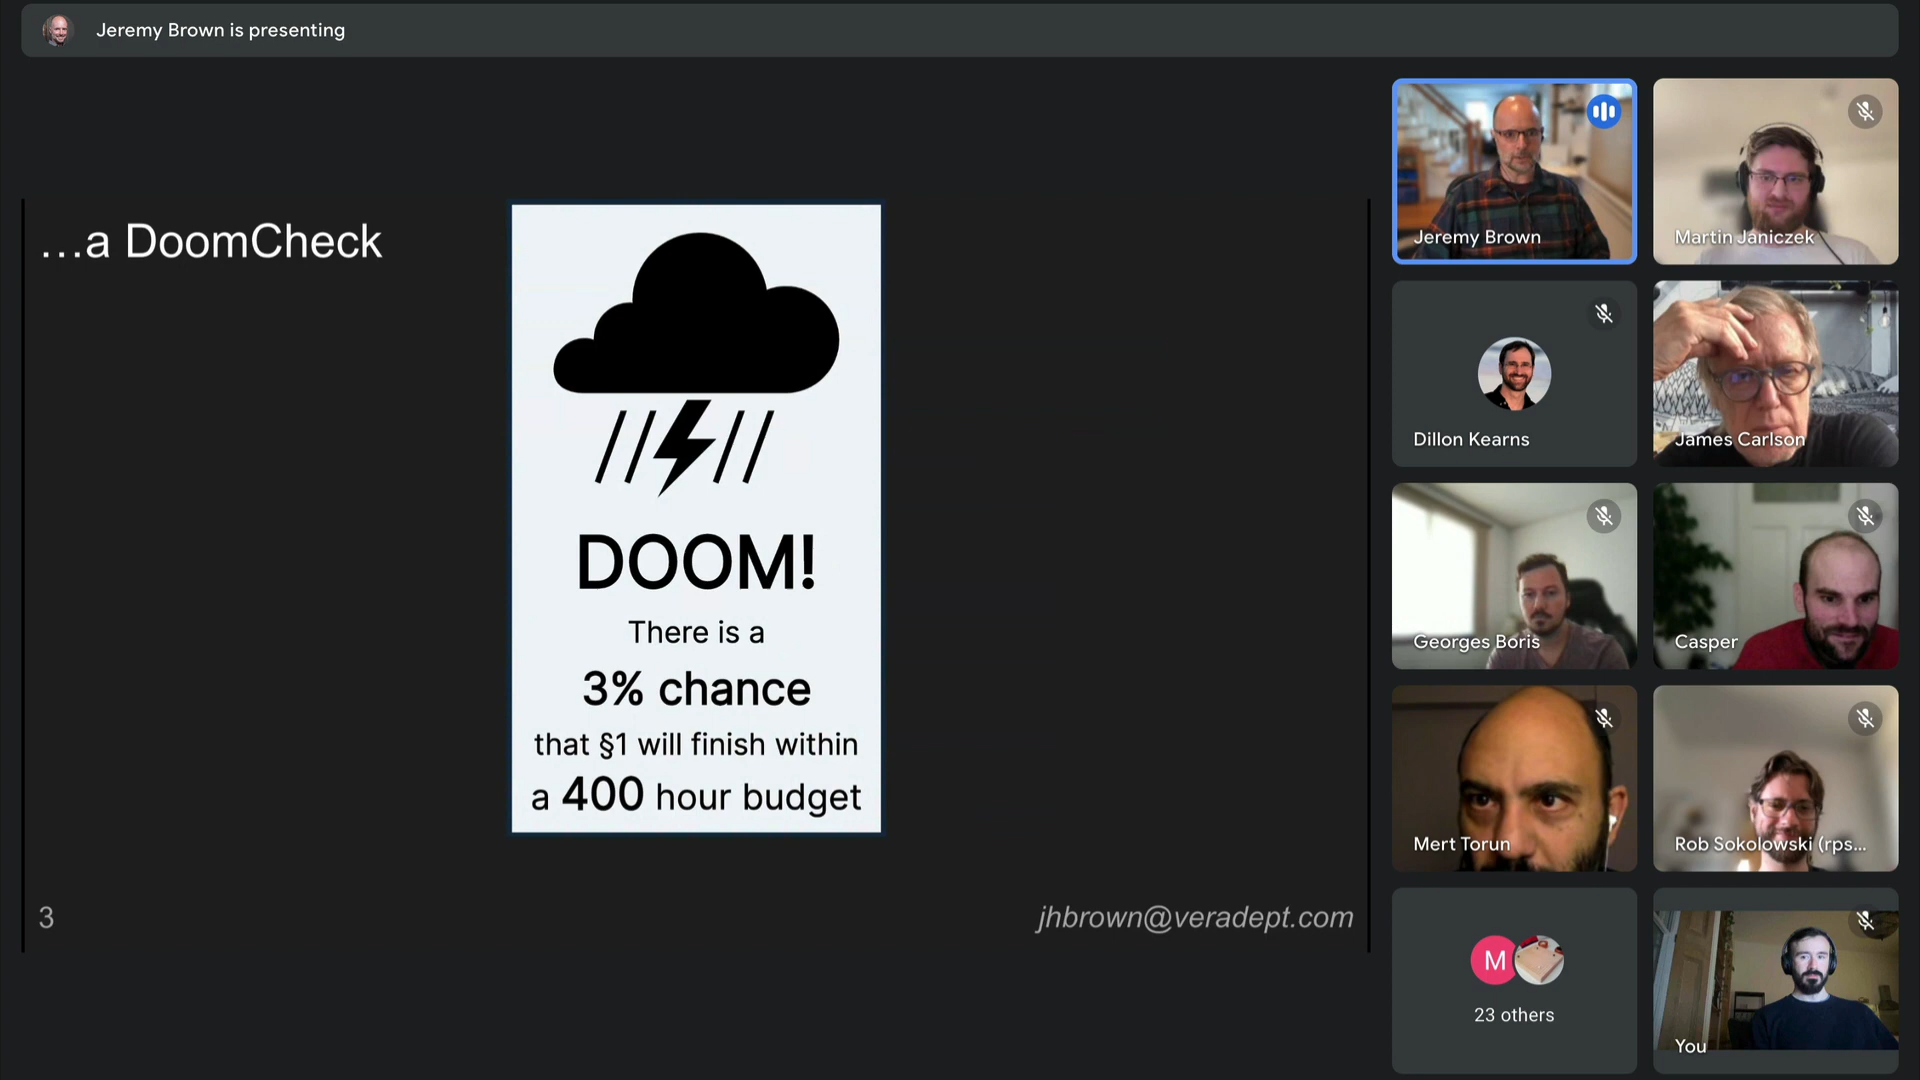 Jeremy Brown is presenting
...a DoomCheck
DOOM!
There is a
3% chance
that §1 will finish within
a 400 hour budget
3
jhbrown@veradept.com
Jeremy Brown
Martin Janiczek
Dillon Kearns
James Carlson
Georges Boris
Casper
Mert Torun
Rob Sokolowski (rps...
M
23 others
You